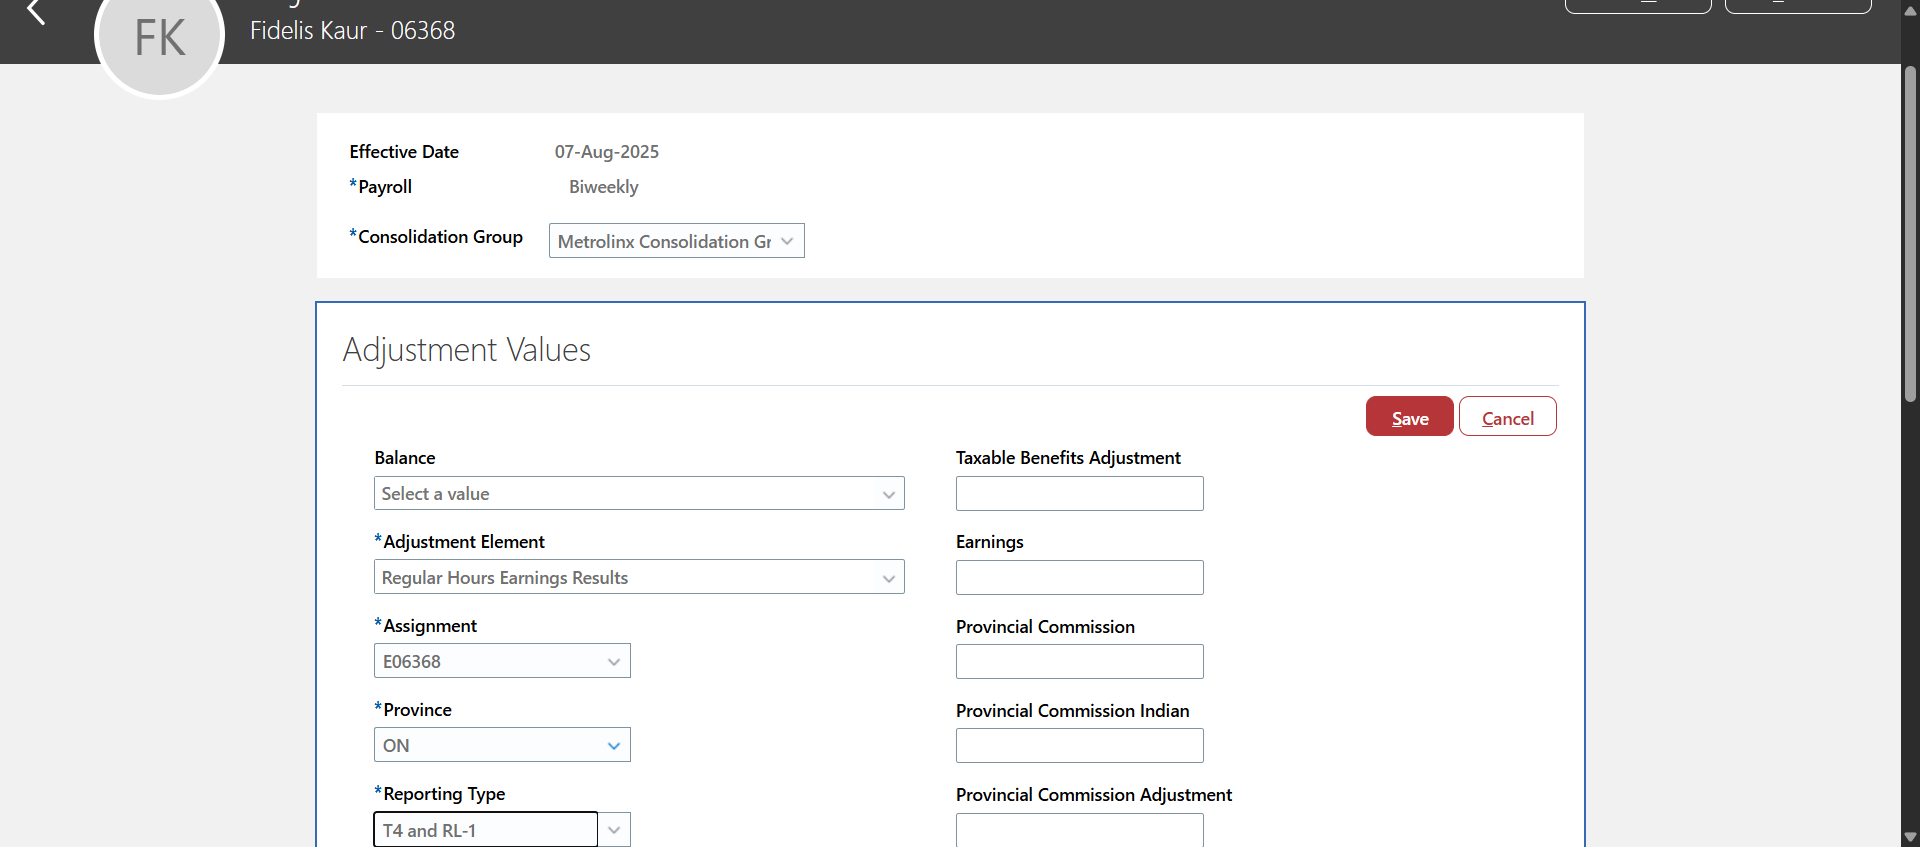 FK
Fidelis Kaur - 06368
Effective Date
07-Aug-2025
*Payroll
Biweekly
*Consolidation Group
Metrolinx Consolidation Gr
Adjustment Values
Save
Cancel
Balance
Select a value
*Adjustment Element
Regular Hours Earnings Results
*Assignment
E06368
*Province
ON
*Reporting Type
T4 and RL-1
Taxable Benefits Adjustment
Earnings
Provincial Commission
Provincial Commission Indian
Provincial Commission Adjustment